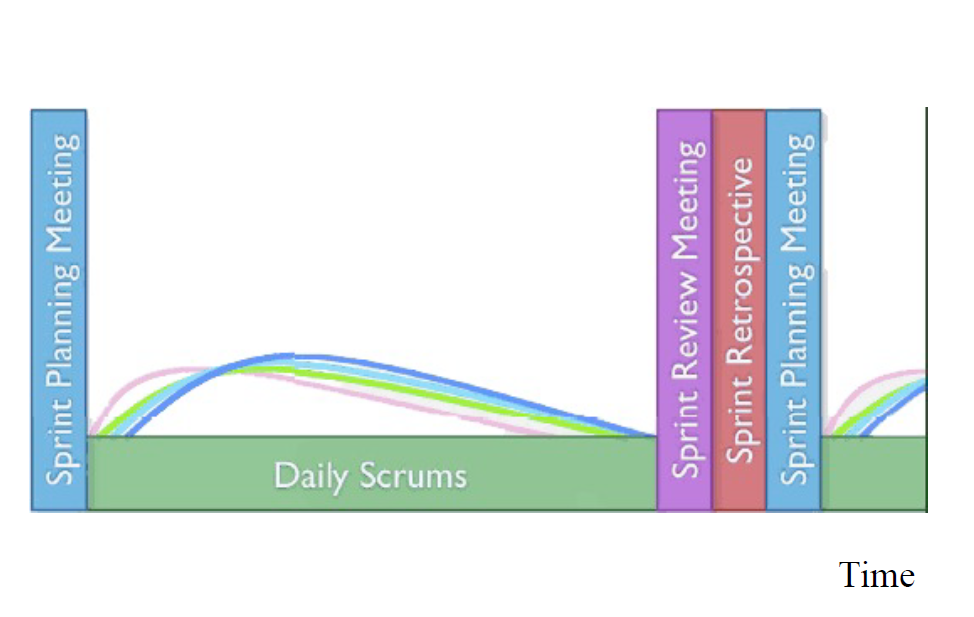 Sprint Planning Meeting
Daily Scrums
Sprint Review Meeting
Sprint Retrospective
Sprint Planning Meeting
Time